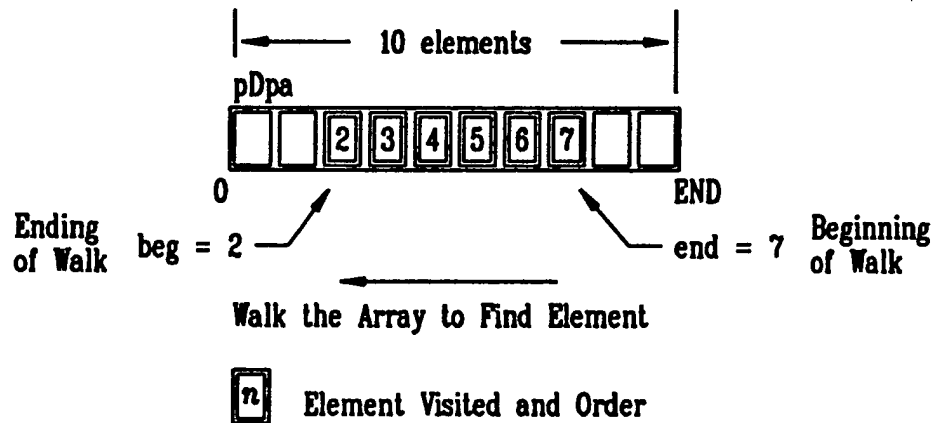 10 elements
pDpa
2 3 4 5 6 7
0 END
Ending of Walk beg = 2 end = 7 Beginning of Walk
Walk the Array to Find Element
n Element Visited and Order